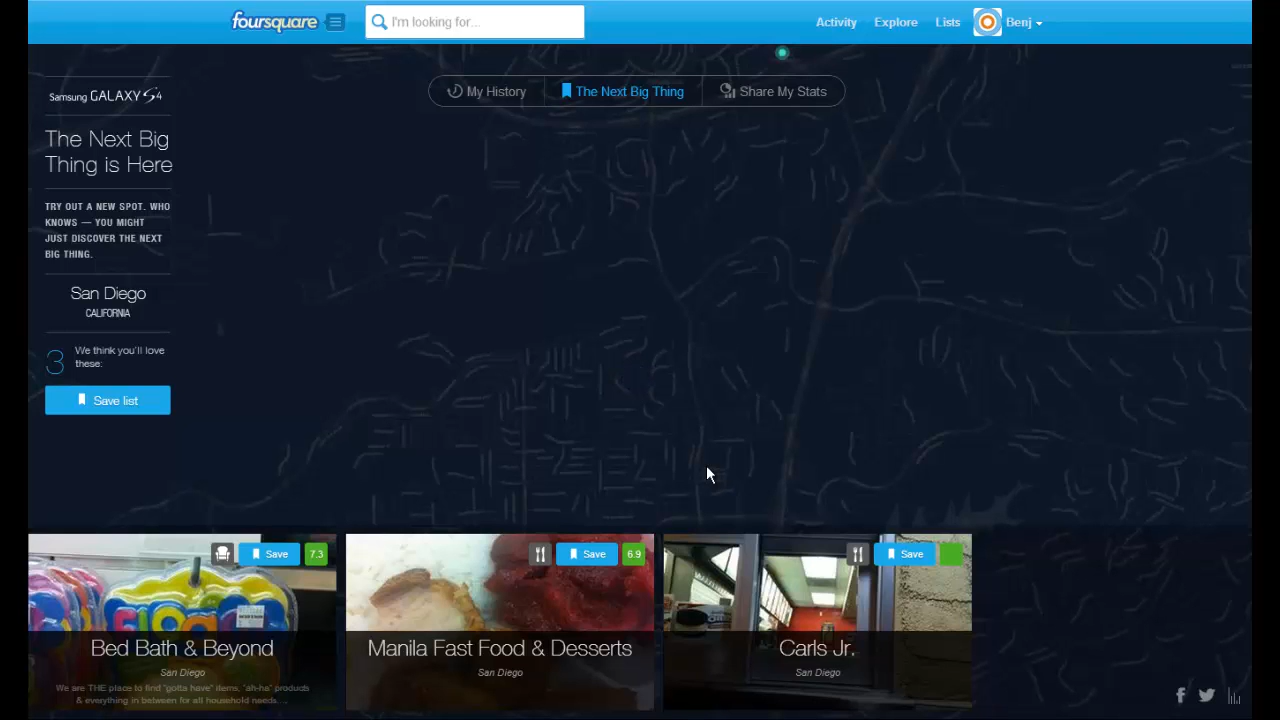 foursquare
I'm looking for...
Activity
Explore
Lists
Benj
My History
The Next Big Thing
Share My Stats
Samsung GALAXY S4
The Next Big
Thing is Here
TRY OUT A NEW SPOT. WHO
KNOWS — YOU MIGHT
JUST DISCOVER THE NEXT
BIG THING.
San Diego
CALIFORNIA
3
We think you'll love
these:
Save list
Save
7.3
Bed Bath & Beyond
San Diego
We are THE place to find "gotta have" items, "ah-ha" products
& everything in between for all household needs. ...
Save
6.9
Manila Fast Food & Desserts
San Diego
Save
Carls Jr.
San Diego